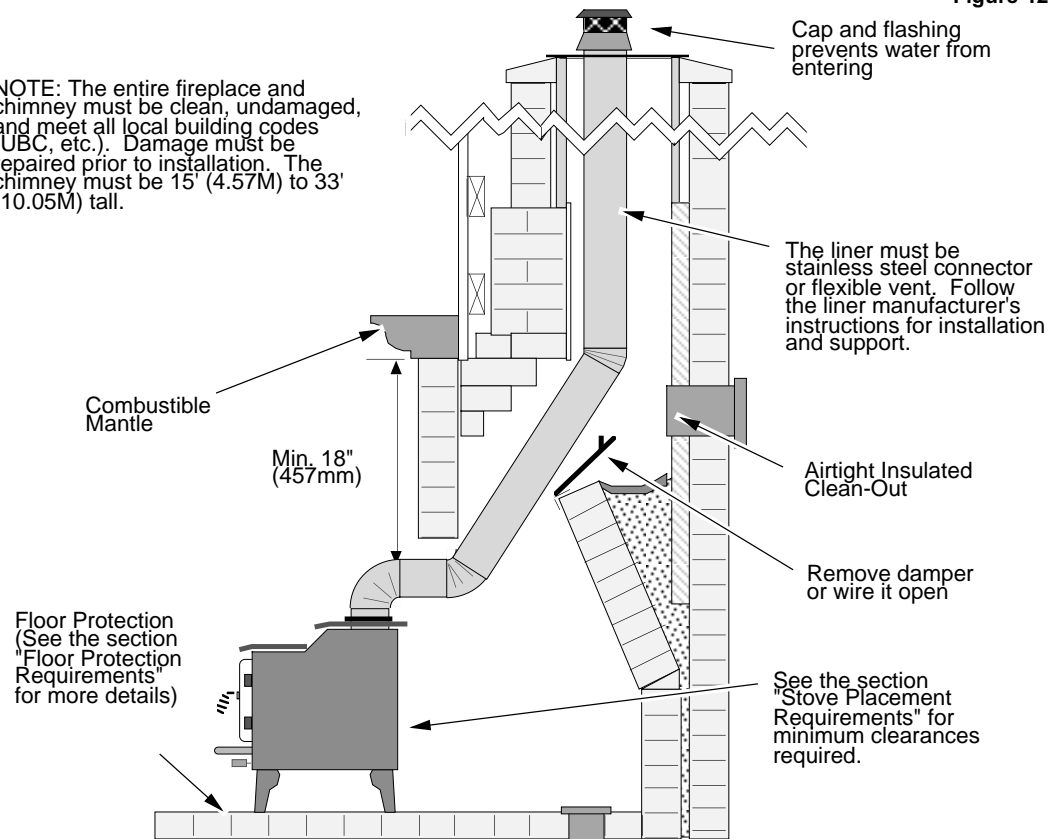 Figure 12
Cap and flashing
prevents water from
entering
NOTE: The entire fireplace and
chimney must be clean, undamaged,
and meet all local building codes
UBC, etc.). Damage must be
repaired prior to installation. The
chimney must be 15' (4.57M) to 33'
10.05M) tall.
The liner must be
stainless steel connector
or flexible vent. Follow
the liner manufacturer's
instructions for installation
and support.
Combustible
Mantle
Min. 18"
(457mm)
Airtight Insulated
Clean-Out
Remove damper
or wire it open
Floor Protection
(See the section
"Floor Protection
Requirements"
for more details)
See the section
"Stove Placement
Requirements" for
minimum clearances
required.